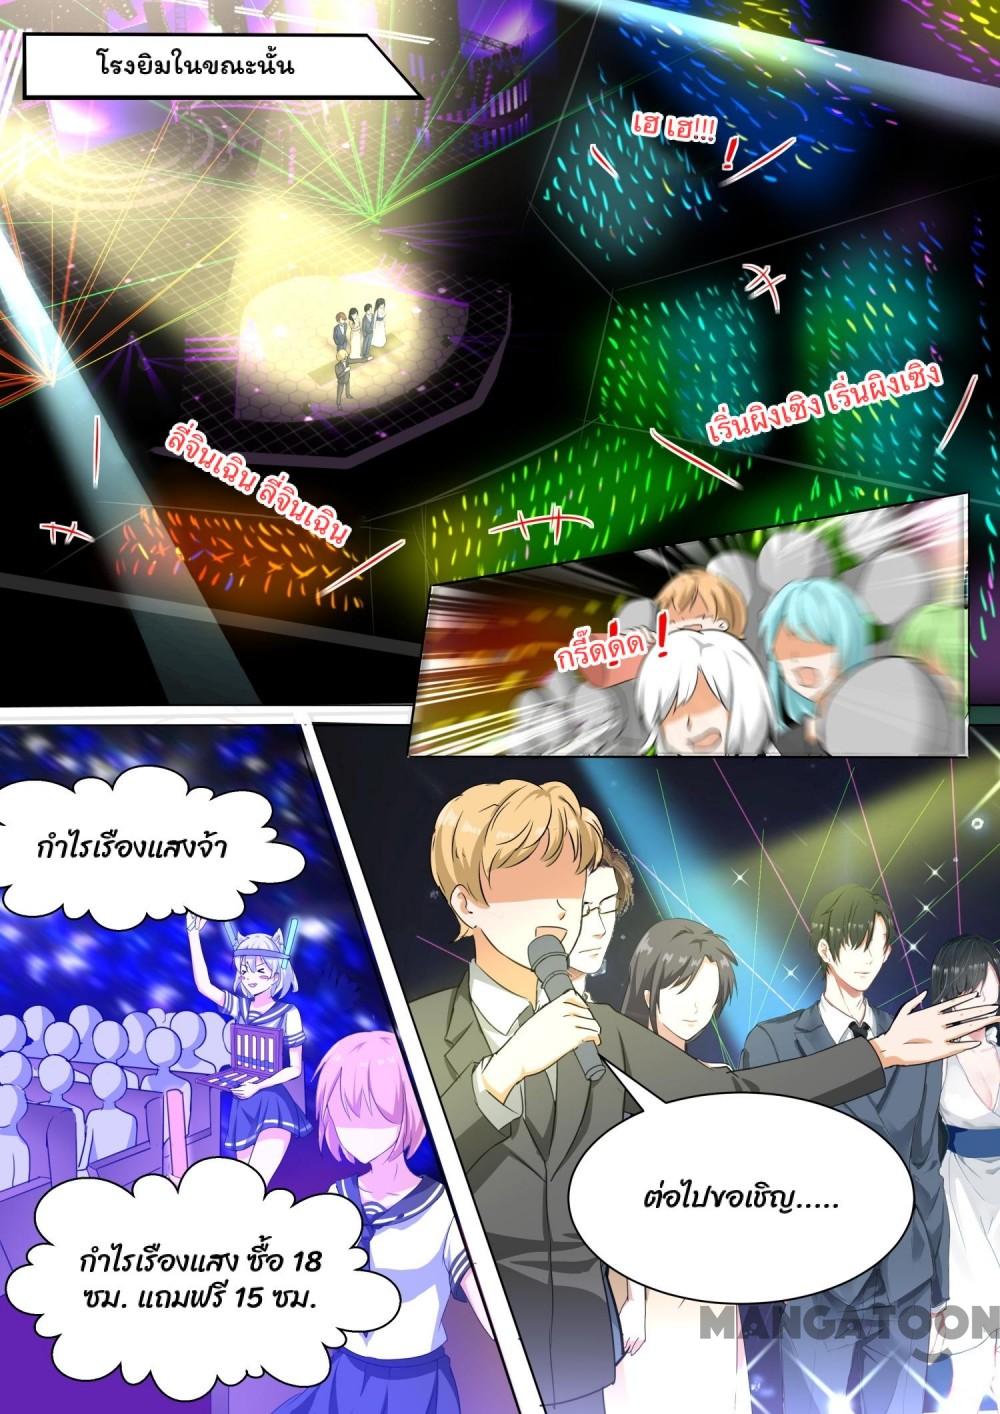 โรงยิมในขณะนั้น
เฮ เฮ!!!
!
เริ่นผิงเซิง เริ่นผิงเซิง
ลี่จินเฉิน ลี่จินเฉิน
กรี๊ดดด !
กำไรเรืองแสงจ้า
ต่อไปขอเชิญ.....
กำไรเรืองแสง ซื้อ 18
ซม. แถมฟรี 15 ซม.
MANGATOON